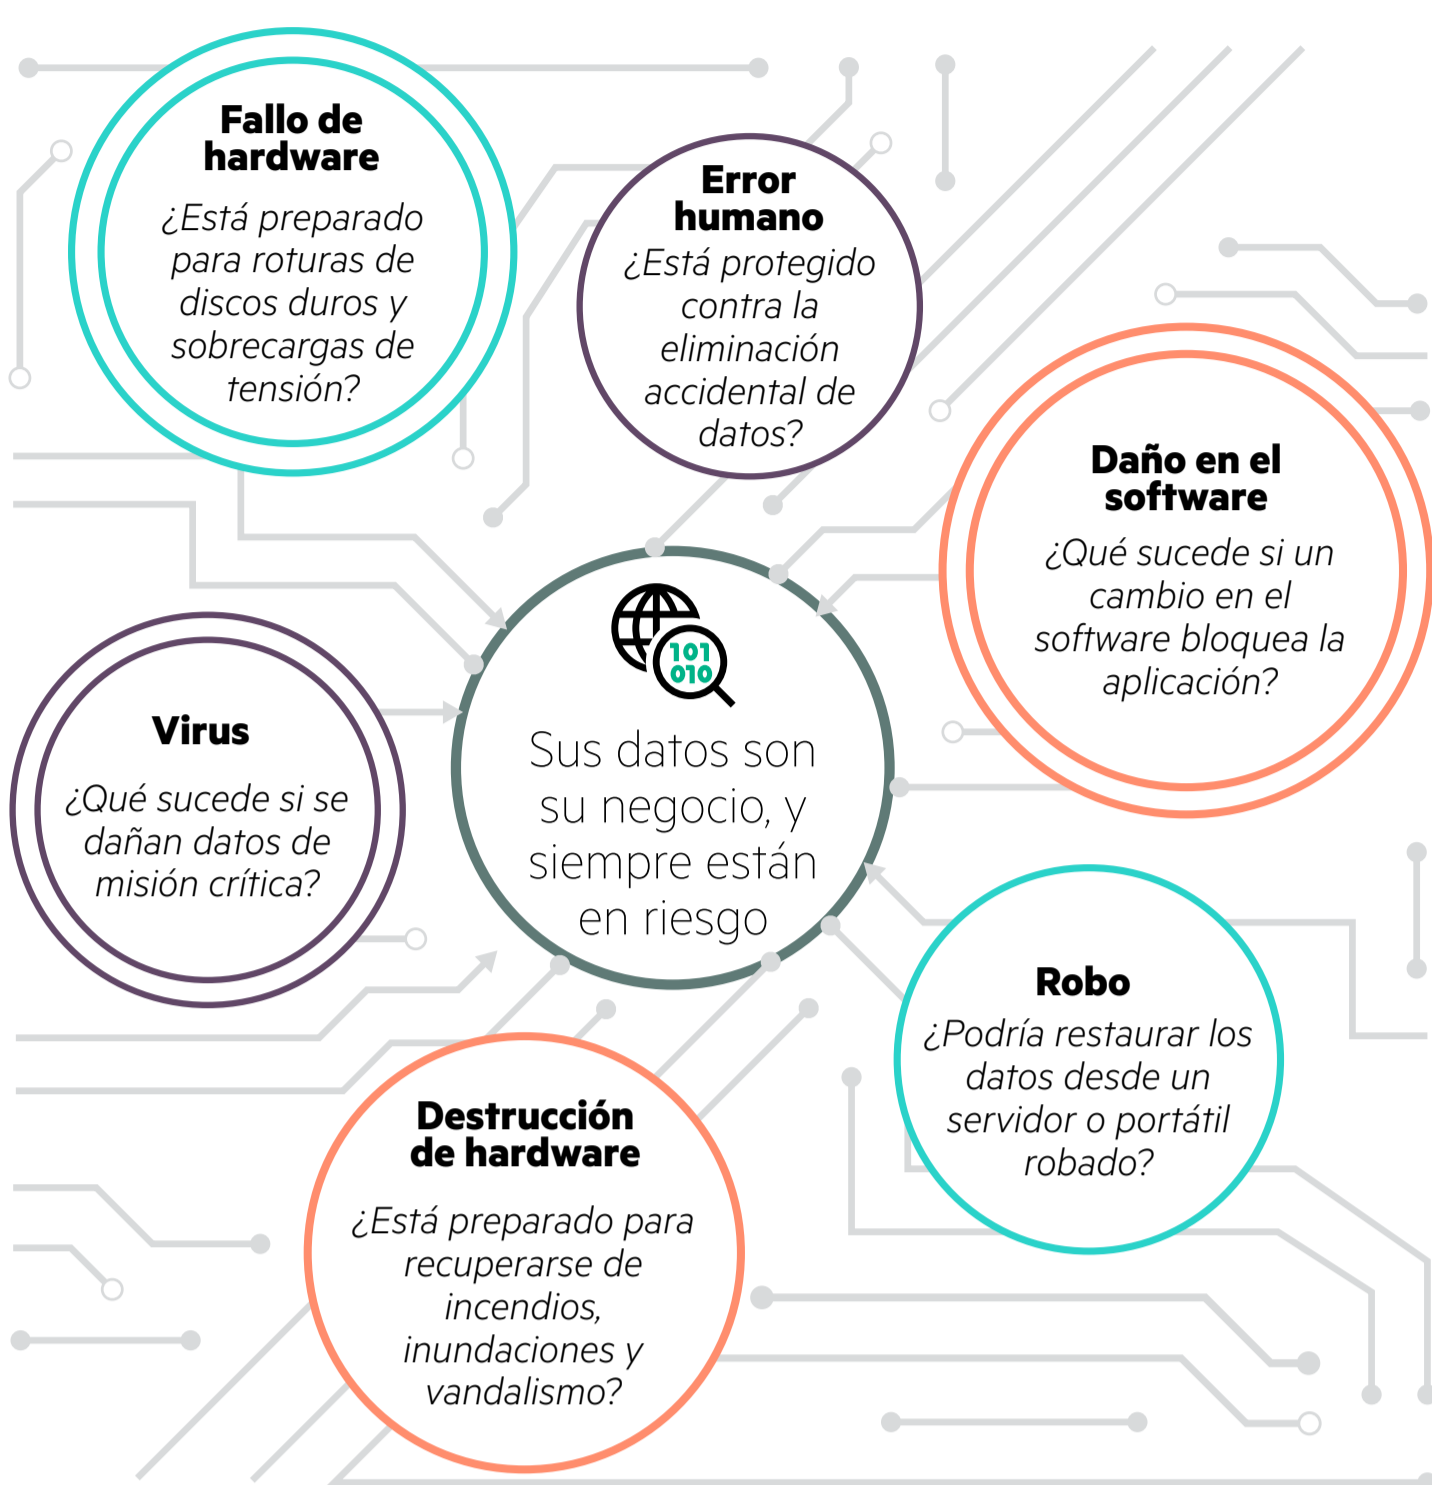 Fallo de
hardware
¿Está preparado
para roturas de
discos duros y
sobrecargas de
tensión?
Error
humano
¿Está protegido
contra la
eliminación
accidental de
datos?
Daño en el
software
¿Qué sucede si un
cambio en el
software bloquea la
aplicación?
101
010
Sus datos son
su negocio, y
siempre están
en riesgo
Virus
¿Qué sucede si se
dañan datos de
misión crítica?
Robo
¿Podría restaurar los
datos desde un
servidor o portátil
robado?
Destrucción
de hardware
¿Está preparado para
recuperarse de
incendios,
inundaciones y
vandalismo?